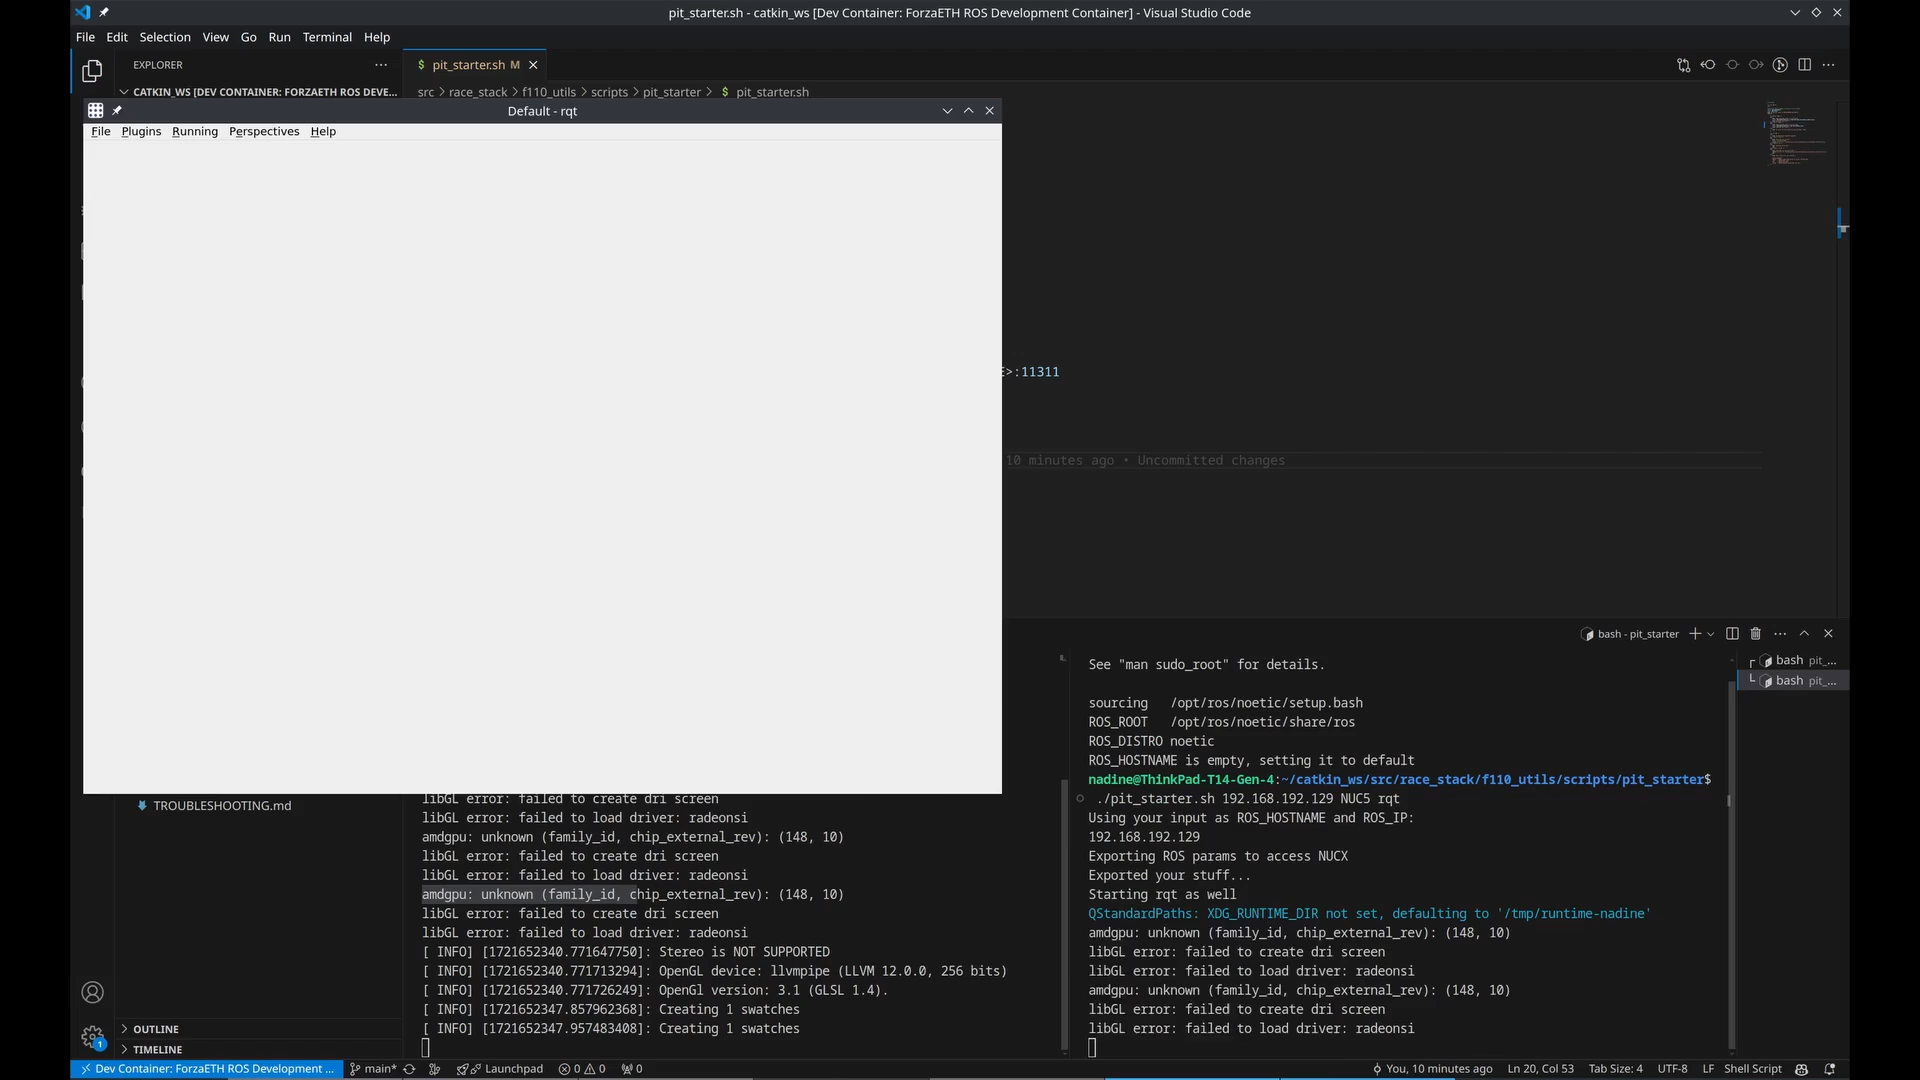 pit_starter.sh - catkin_ws [Dev Container: ForzaETH ROS Development Container] - Visual Studio Code
File Edit Selection View Go Run Terminal Help
EXPLORER
$ pit_starter.sh M
CATKIN_WS [DEV CONTAINER: FORZAETH ROS DEVE...
src > race_stack > f110_utils > scripts > pit_starter > $ pit_starter.sh
Default - rqt
File Plugins Running Perspectives Help
>:11311
10 minutes ago • Uncommitted changes
bash - pit_starter
bash pit_...
bash pit_...
TROUBLESHOOTING.md
libGL error: failed to create dri screen
libGL error: failed to load driver: radeonsi
amdgpu: unknown (family_id, chip_external_rev): (148, 10)
libGL error: failed to create dri screen
libGL error: failed to load driver: radeonsi
amdgpu: unknown (family_id, chip_external_rev): (148, 10)
libGL error: failed to create dri screen
libGL error: failed to load driver: radeonsi
[ INFO] [1721652340.771647750]: Stereo is NOT SUPPORTED
[ INFO] [1721652340.771713294]: OpenGL device: llvmpipe (LLVM 12.0.0, 256 bits)
[ INFO] [1721652340.771726249]: OpenGl version: 3.1 (GLSL 1.4).
[ INFO] [1721652347.857962368]: Creating 1 swatches
[ INFO] [1721652347.957483408]: Creating 1 swatches
See "man sudo_root" for details.
sourcing /opt/ros/noetic/setup.bash
ROS_ROOT /opt/ros/noetic/share/ros
ROS_DISTRO noetic
ROS_HOSTNAME is empty, setting it to default
nadine@ThinkPad-T14-Gen-4:~/catkin_ws/src/race_stack/f110_utils/scripts/pit_starter$
./pit_starter.sh 192.168.192.129 NUC5 rqt
Using your input as ROS_HOSTNAME and ROS_IP:
192.168.192.129
Exporting ROS params to access NUCX
Exported your stuff...
Starting rqt as well
QStandardPaths: XDG_RUNTIME_DIR not set, defaulting to '/tmp/runtime-nadine'
amdgpu: unknown (family_id, chip_external_rev): (148, 10)
libGL error: failed to create dri screen
libGL error: failed to load driver: radeonsi
amdgpu: unknown (family_id, chip_external_rev): (148, 10)
libGL error: failed to create dri screen
libGL error: failed to load driver: radeonsi
OUTLINE
TIMELINE
1
Dev Container: ForzaETH ROS Development ... main* Launchpad 0 0 0 You, 10 minutes ago Ln 20, Col 53 Tab Size: 4 UTF-8 LF Shell Script